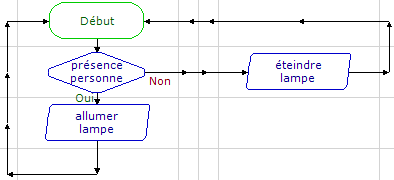 Début
présence
personne
Non
éteindre
lampe
Oui
allumer
lampe